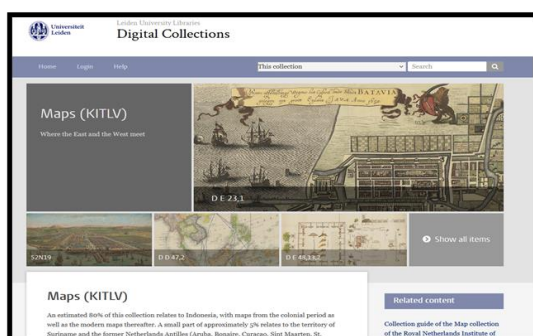 Universiteit
Leiden
Leiden University Libraries
Digital Collections
Home Login Help
This collection
Search
Maps (KITLV)
Where the East and the West meet
BATAVIA
D E 23,1
52N19
D D 47,2
D E 48,13,2
Show all items
Maps (KITLV)
An estimated 80% of this collection relates to Indonesia, with maps from the colonial period as
well as the modern maps thereafter. A small part of approximately 5% relates to the territory of
Suriname and the former Netherlands Antilles (Aruba, Bonaire, Curaçao, Sint Maarten, St.
Related content
Collection guide of the Map collection
of the Royal Netherlands Institute of